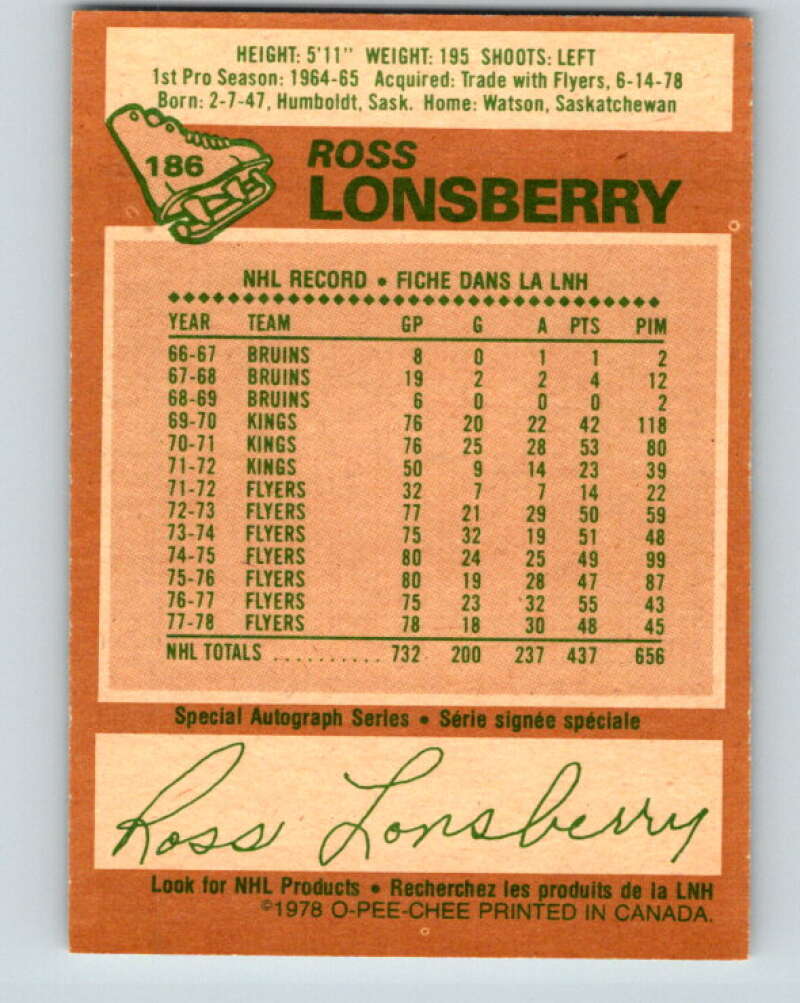 HEIGHT: 5'11" WEIGHT: 195 SHOOTS: LEFT
1st Pro Season: 1964-65 Acquired: Trade with Flyers, 6-14-78
Born: 2-7-47, Humboldt, Sask. Home: Watson, Saskatchewan
186
ROSS
LONSBERRY
NHL RECORD • FICHE DANS LA LNH
YEAR TEAM GP G A PTS PIM
66-67 BRUINS 8 0 1 1 2
67-68 BRUINS 19 2 2 4 12
68-69 BRUINS 6 0 0 0 2
69-70 KINGS 76 20 22 42 118
70-71 KINGS 76 25 28 53 80
71-72 KINGS 50 9 14 23 39
71-72 FLYERS 32 7 7 14 22
72-73 FLYERS 77 21 29 50 59
73-74 FLYERS 75 32 19 51 48
74-75 FLYERS 80 24 25 49 99
75-76 FLYERS 80 19 28 47 87
76-77 FLYERS 75 23 32 55 43
77-78 FLYERS 78 18 30 48 45
NHL TOTALS .......... 732 200 237 437 656
Special Autograph Series • Série signée spéciale
Ross Lonsberry
Look for NHL Products • Recherchez les produits de la LNH
©1978 O-PEE-CHEE PRINTED IN CANADA.